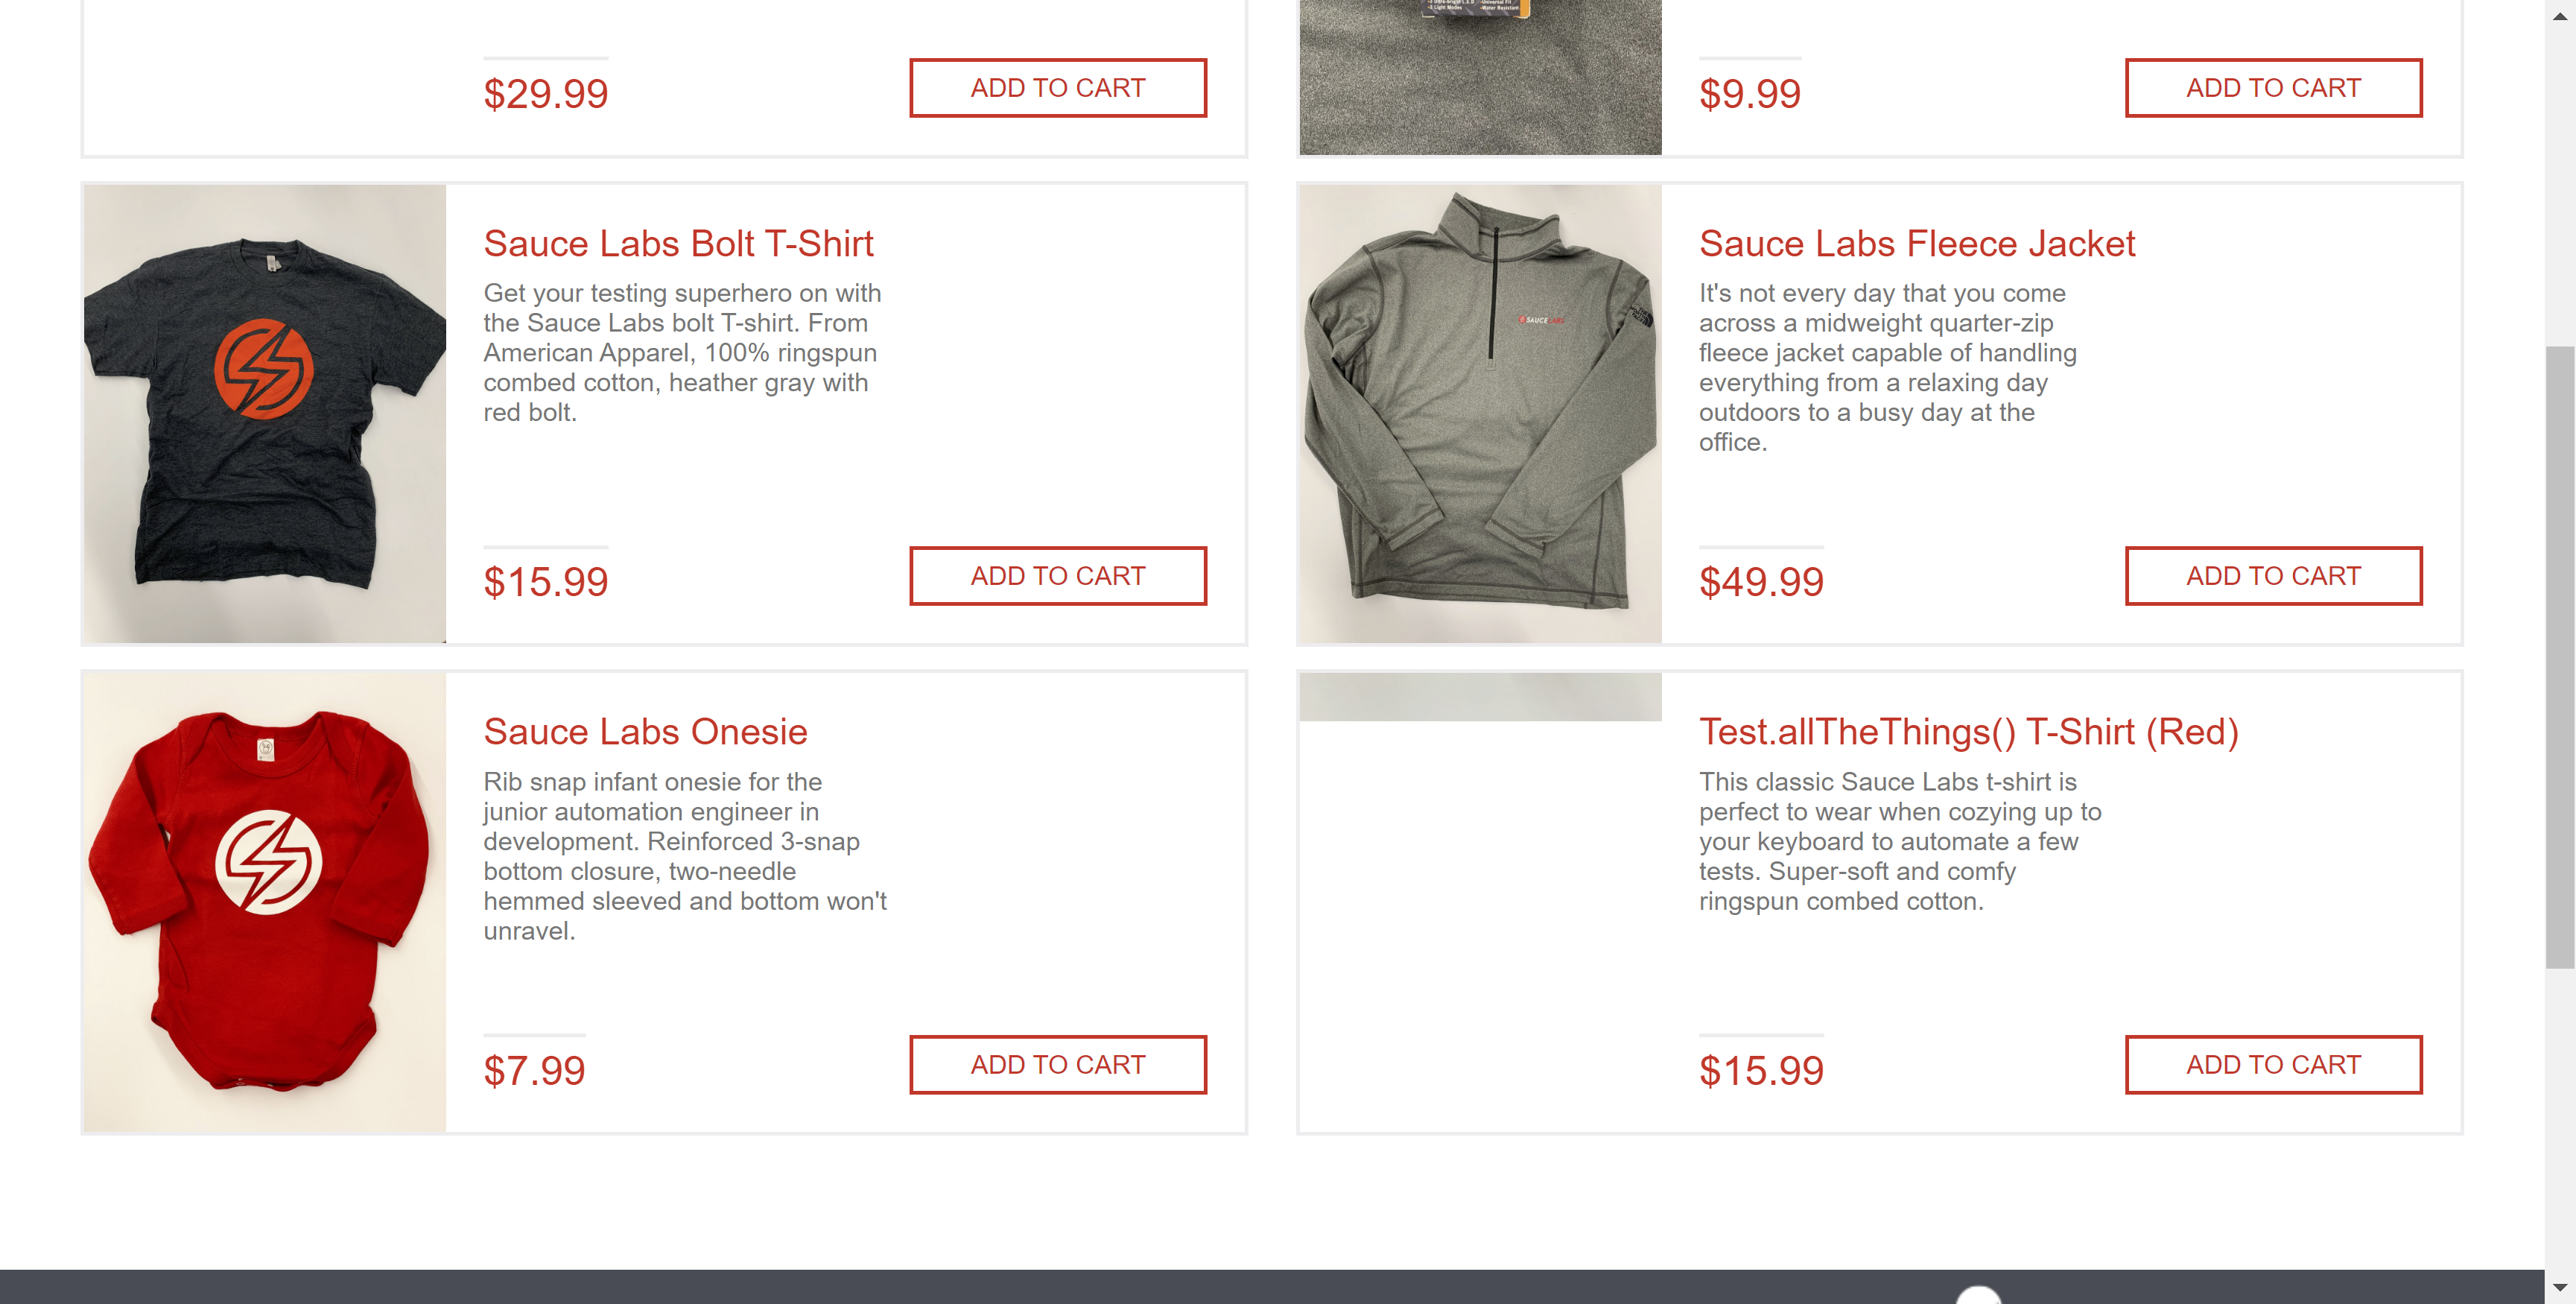 -3 Light Modes -Water Resistant
$29.99
ADD TO CART
$9.99
ADD TO CART
Sauce Labs Bolt T-Shirt
Get your testing superhero on with
the Sauce Labs bolt T-shirt. From
American Apparel, 100% ringspun
combed cotton, heather gray with
red bolt.
$15.99
ADD TO CART
Sauce Labs Fleece Jacket
It's not every day that you come
across a midweight quarter-zip
fleece jacket capable of handling
everything from a relaxing day
outdoors to a busy day at the
office.
SAUCE LABS
$49.99
ADD TO CART
Sauce Labs Onesie
Rib snap infant onesie for the
junior automation engineer in
development. Reinforced 3-snap
bottom closure, two-needle
hemmed sleeved and bottom won't
unravel.
$7.99
ADD TO CART
Test.allTheThings() T-Shirt (Red)
This classic Sauce Labs t-shirt is
perfect to wear when cozying up to
your keyboard to automate a few
tests. Super-soft and comfy
ringspun combed cotton.
$15.99
ADD TO CART